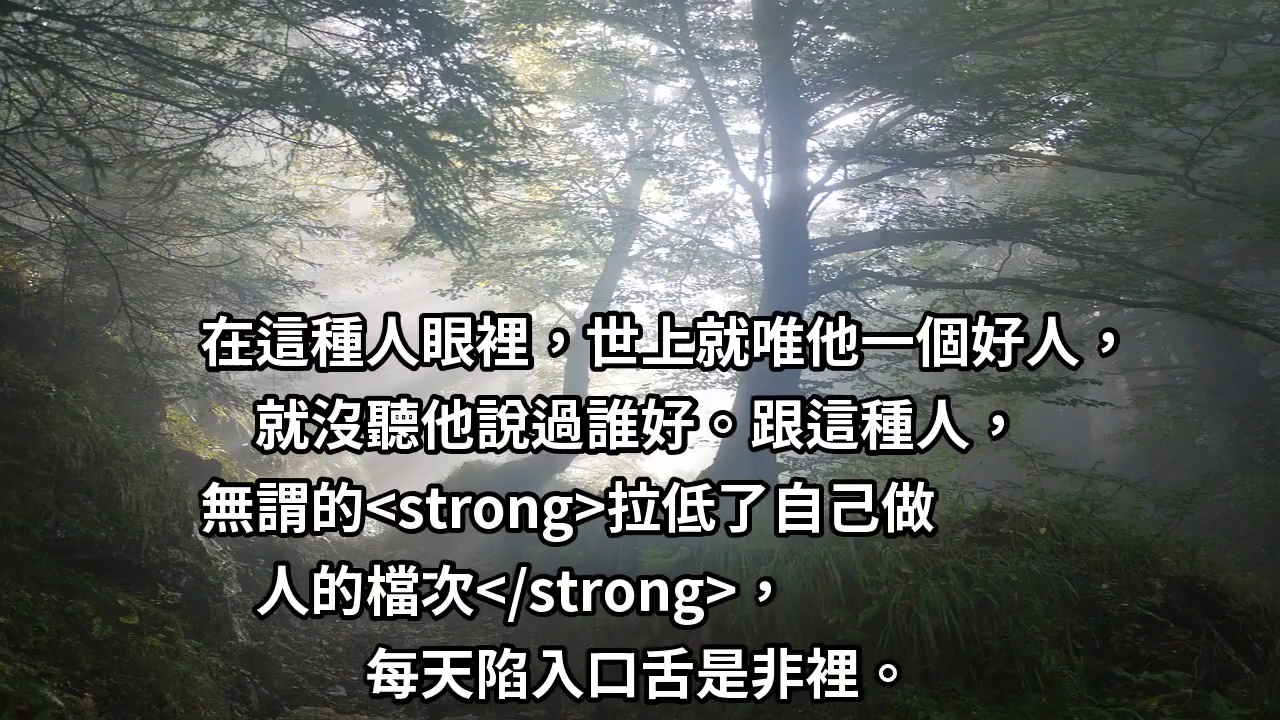 在這種人眼裡，世上就唯他一個好人，
就沒聽他說過誰好。跟這種人，
無謂的<strong>拉低了自己做
人的檔次</strong>，
每天陷入口舌是非裡。